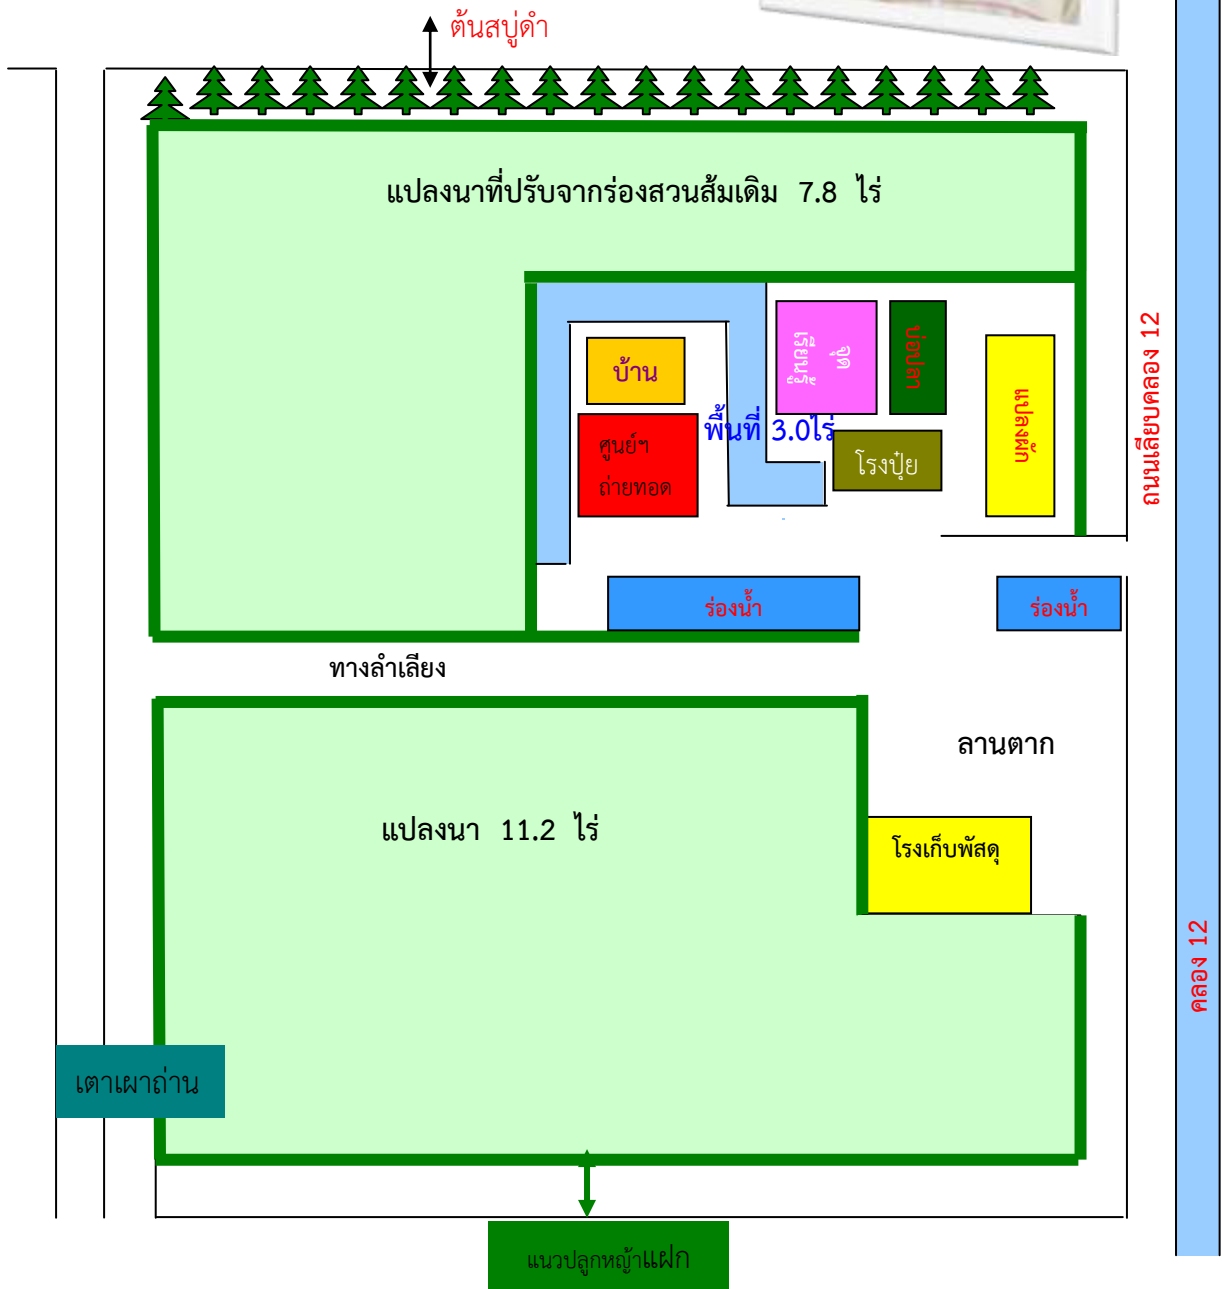 ต้นสบู่ดำ
แปลงนาที่ปรับจากร่องสวนส้มเดิม 7.8 ไร่
บ้าน
จุด
เรียนรู้
บ่อปลา
แปลงผัก
ศูนย์ฯ
ถ่ายทอด
พื้นที่ 3.0ไร่
โรงปุ๋ย
ถนนเลียบคลอง 12
ร่องน้ำ
ร่องน้ำ
ทางลำเลียง
ลานตาก
แปลงนา 11.2 ไร่
โรงเก็บพัสดุ
คลอง 12
เตาเผาถ่าน
แนวปลูกหญ้าแฝก